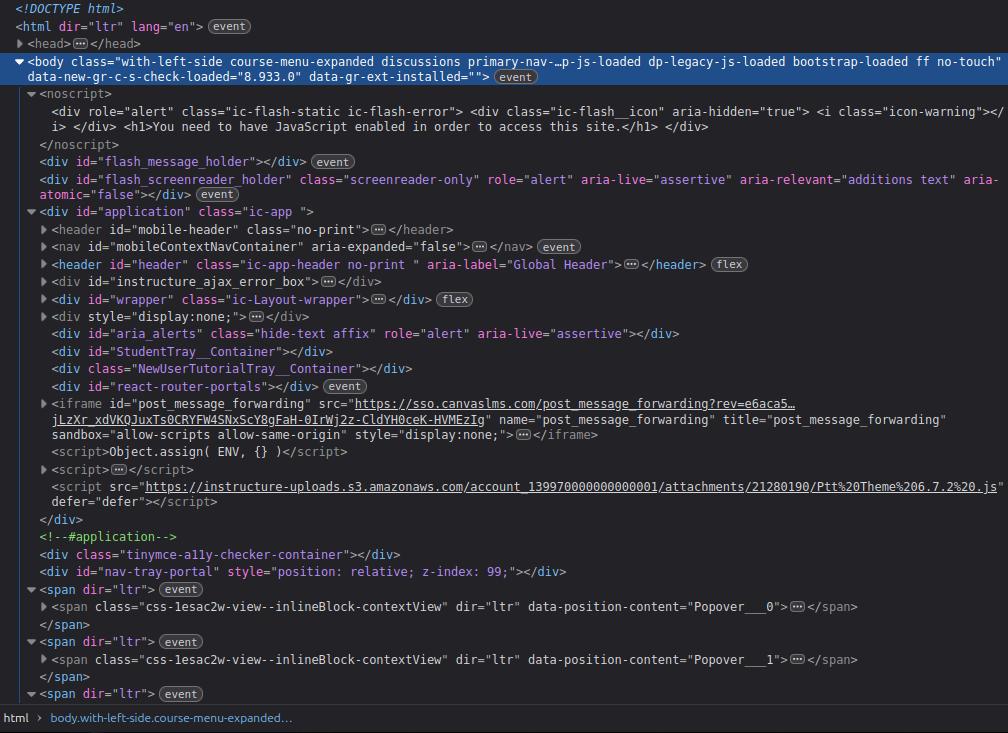 <!DOCTYPE html>
<html dir="ltr" lang="en"> event
<head> ··· </head>
<body class="with-left-side course-menu-expanded discussions primary-nav-…p-js-loaded dp-legacy-js-loaded bootstrap-loaded ff no-touch"
data-new-gr-c-s-check-loaded="8.933.0" data-gr-ext-installed=""> event
<noscript>
<div role="alert" class="ic-flash-static ic-flash-error"> <div class="ic-flash__icon" aria-hidden="true"> <i class="icon-warning"></
i> </div> <h1>You need to have JavaScript enabled in order to access this site.</h1> </div>
</noscript>
<div id="flash_message_holder"></div> event
<div id="flash_screenreader_holder" class="screenreader-only" role="alert" aria-live="assertive" aria-relevant="additions text" aria-
atomic="false"></div> event
<div id="application" class="ic-app ">
<header id="mobile-header" class="no-print"> ··· </header>
<nav id="mobileContextNavContainer" aria-expanded="false"> ··· </nav> event
<header id="header" class="ic-app-header no-print " aria-label="Global Header"> ··· </header> flex
<div id="instructure_ajax_error_box"> ··· </div>
<div id="wrapper" class="ic-Layout-wrapper"> ··· </div> flex
<div style="display:none;"> ··· </div>
<div id="aria_alerts" class="hide-text affix" role="alert" aria-live="assertive"></div>
<div id="StudentTray__Container"></div>
<div class="NewUserTutorialTray__Container"></div>
<div id="react-router-portals"></div> event
<iframe id="post_message_forwarding" src="https://sso.canvaslms.com/post_message_forwarding?rev=e6aca5…
jLzXr_xdVKQJuxTs0CRYFW4SNxScY8gFaH-0IrWj2z-CldYH0ceK-HVMEzIg" name="post_message_forwarding" title="post_message_forwarding"
sandbox="allow-scripts allow-same-origin" style="display:none;"> ··· </iframe>
<script>Object.assign( ENV, {} )</script>
<script> ··· </script>
<script src="https://instructure-uploads.s3.amazonaws.com/account_139970000000000001/attachments/21280190/Ptt%20Theme%206.7.2%20.js"
defer="defer"></script>
</div>
<!--#application-->
<div class="tinymce-a11y-checker-container"></div>
<div id="nav-tray-portal" style="position: relative; z-index: 99;"></div>
<span dir="ltr"> event
<span class="css-1esac2w-view--inlineBlock-contextView" dir="ltr" data-position-content="Popover___0"> ··· </span>
</span>
<span dir="ltr"> event
<span class="css-1esac2w-view--inlineBlock-contextView" dir="ltr" data-position-content="Popover___1"> ··· </span>
</span>
<span dir="ltr"> event
html › body.with-left-side.course-menu-expanded…